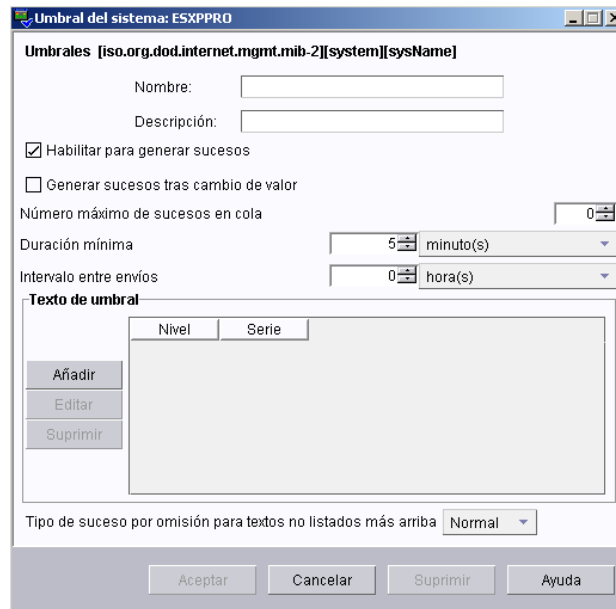 Umbral del sistema: ESXPPRO
Umbrales [iso.org.dod.internet.mgmt.mib-2][system][sysName]
Nombre:
Descripción:
Habilitar para generar sucesos
Generar sucesos tras cambio de valor
Número máximo de sucesos en cola 0
Duración mínima 5 minuto(s)
Intervalo entre envíos 0 hora(s)
Texto de umbral
Nivel Serie
Añadir
Editar
Suprimir
Tipo de suceso por omisión para textos no listados más arriba Normal
Aceptar Cancelar Suprimir Ayuda